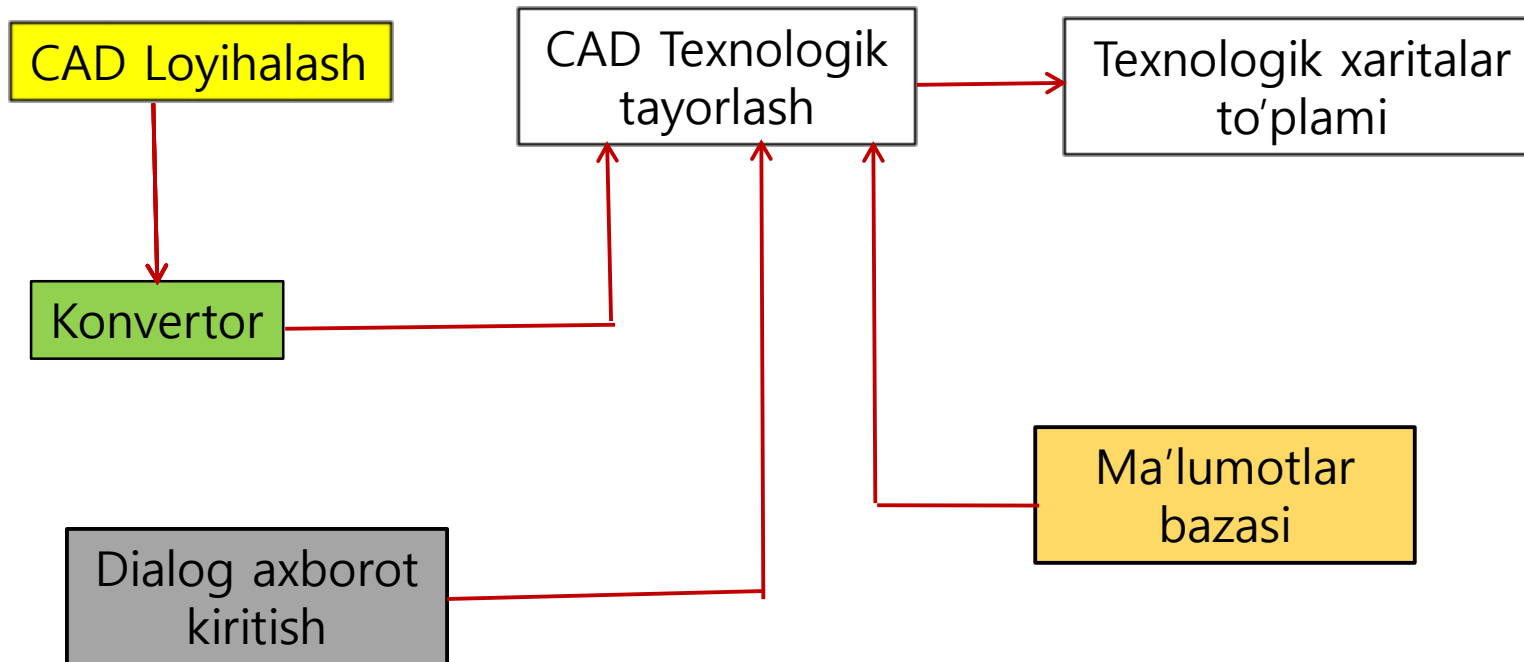 CAD Loyihalash
CAD Texnologik
tayorlash
Texnologik xaritalar
to’plami
Konvertor
Ma’lumotlar
bazasi
Dialog axborot
kiritish